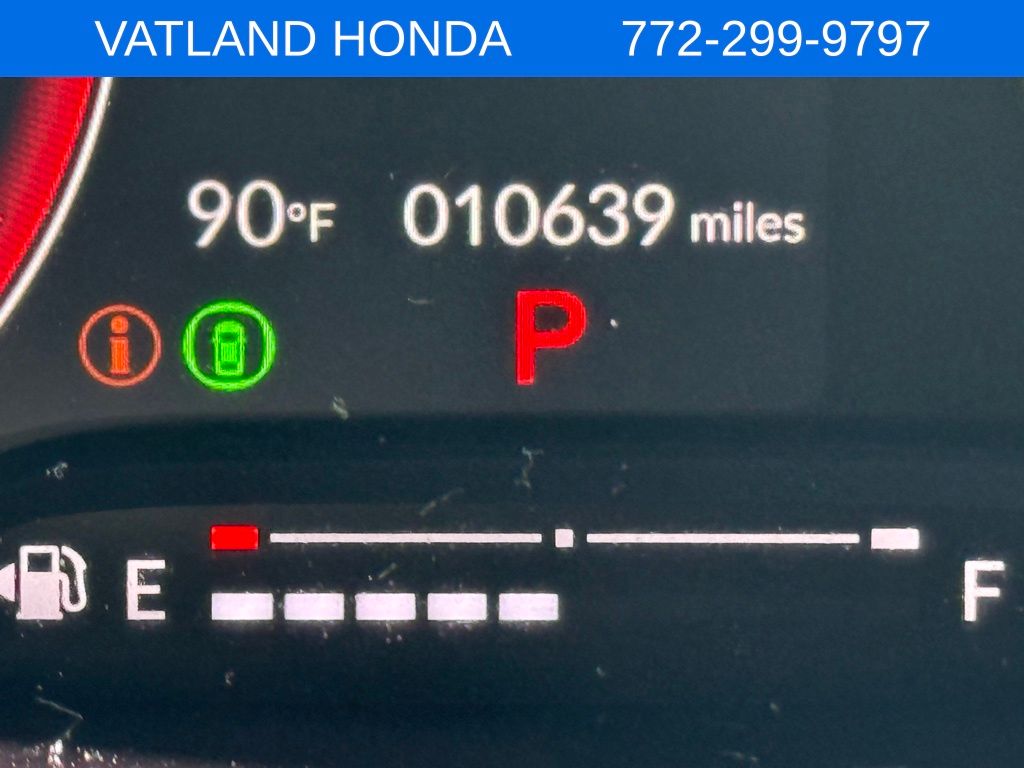 VATLAND HONDA 772-299-9797
90°F 010639 miles
P
E F